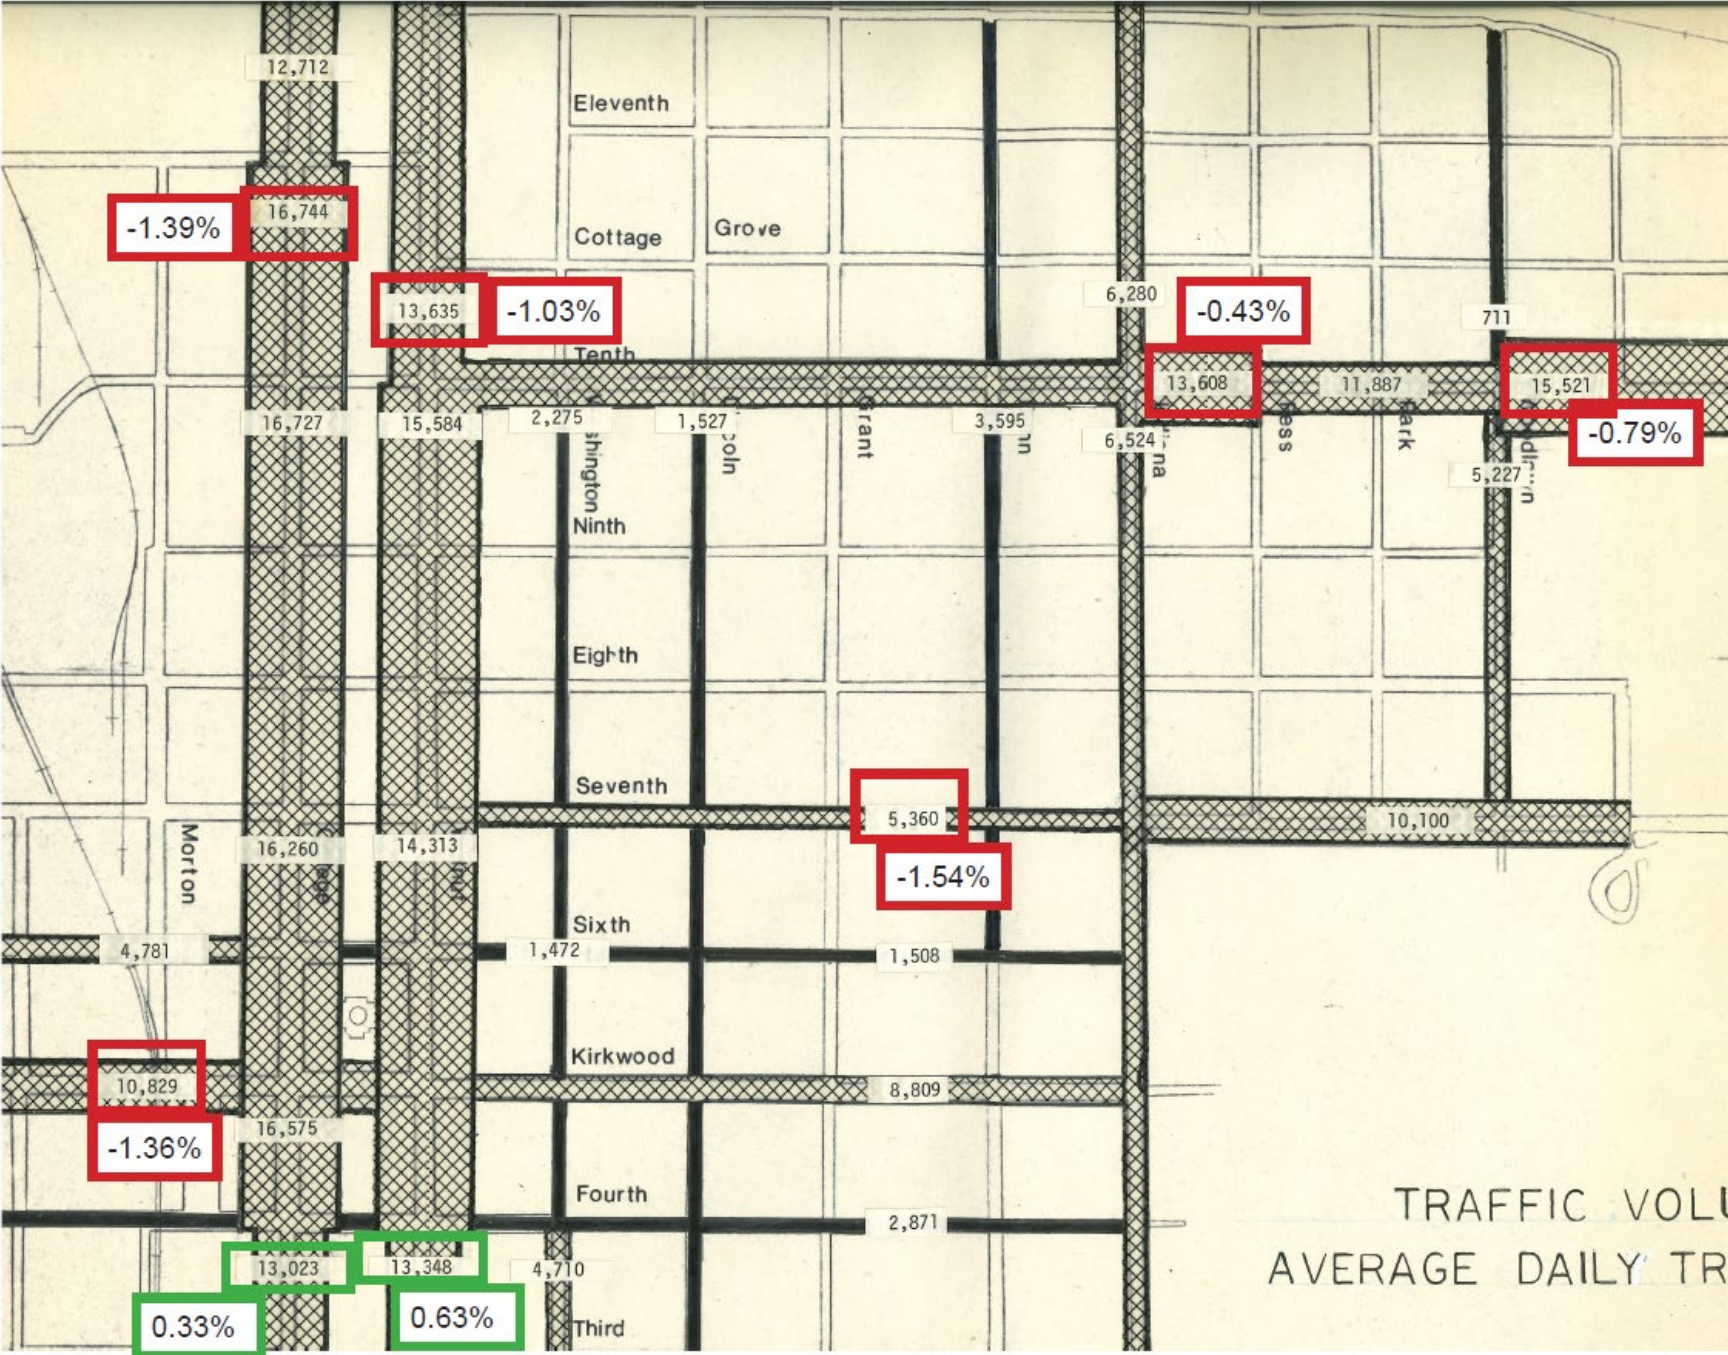 12,712
Eleventh
-1.39%
16,744
Cottage
Grove
13,635
-1.03%
6,280
-0.43%
711
Tenth
13,608
11,887
15,521
-0.79%
16,727
15,584
2,275
1,527
3,595
6,524
5,227
Ninth
Eighth
Seventh
5,360
10,100
-1.54%
Morton
16,260
14,313
Sixth
4,781
1,472
1,508
Kirkwood
10,829
8,809
-1.36%
16,575
Fourth
2,871
13,023
13,348
4,710
0.33%
0.63%
Third
TRAFFIC VOLU
AVERAGE DAILY TR